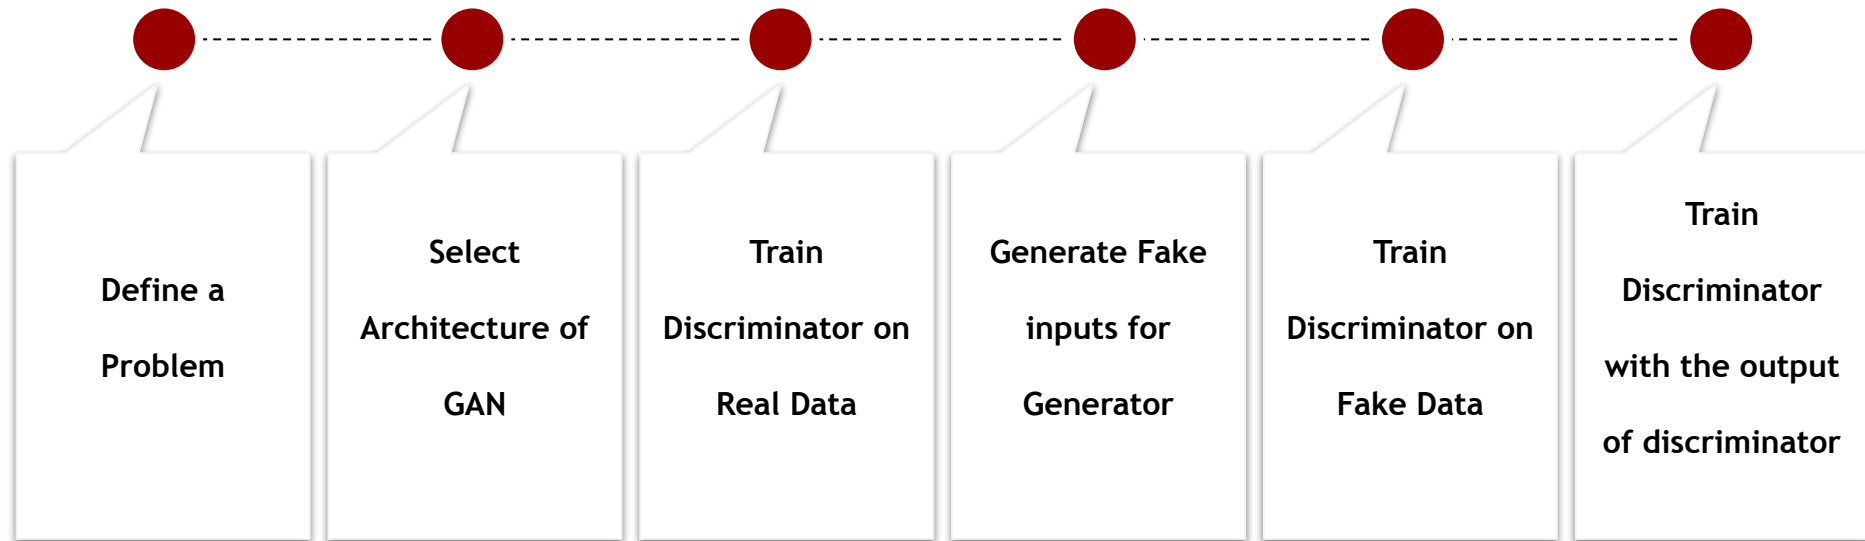 Define a
Problem
Select
Architecture of
GAN
Train
Discriminator on
Real Data
Generate Fake
inputs for
Generator
Train
Discriminator on
Fake Data
Train
Discriminator
with the output
of discriminator